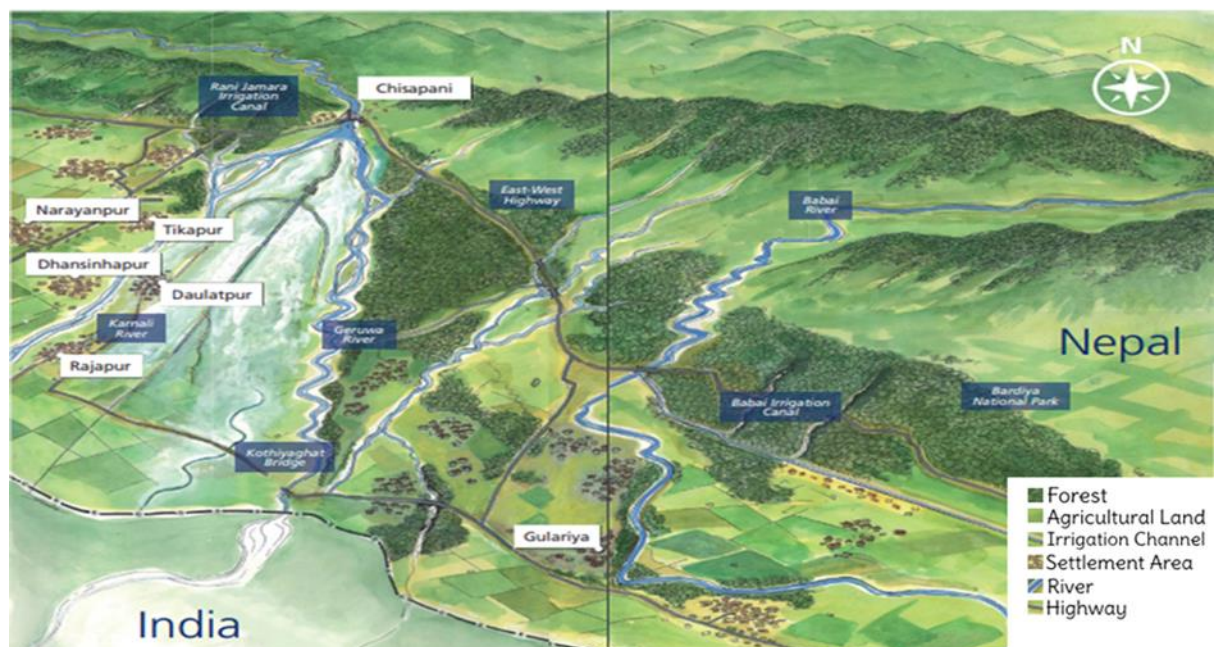 N
Rani Jamara
Irrigation
Canal
Chisapani
East-West
Highway
Babai
River
Narayanpur
Tikapur
Dhansinhapur
Daulatpur
Karnali
River
Geruwa
River
Nepal
Rajapur
Babai Irrigation
Canal
Bardiya
National Park
Kothiyaghat
Bridge
Gulariya
India
Forest
Agricultural Land
Irrigation Channel
Settlement Area
River
Highway